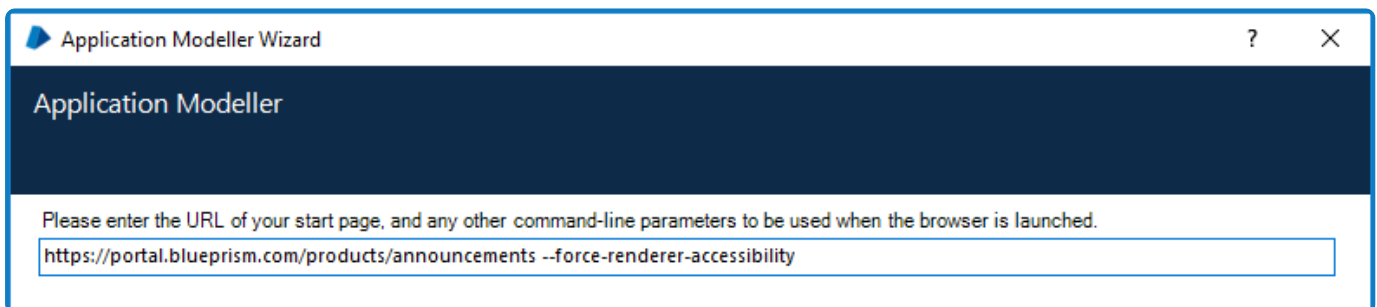 Application Modeller Wizard
Application Modeller
Please enter the URL of your start page, and any other command-line parameters to be used when the browser is launched.
https://portal.blueprism.com/products/announcements --force-renderer-accessibility